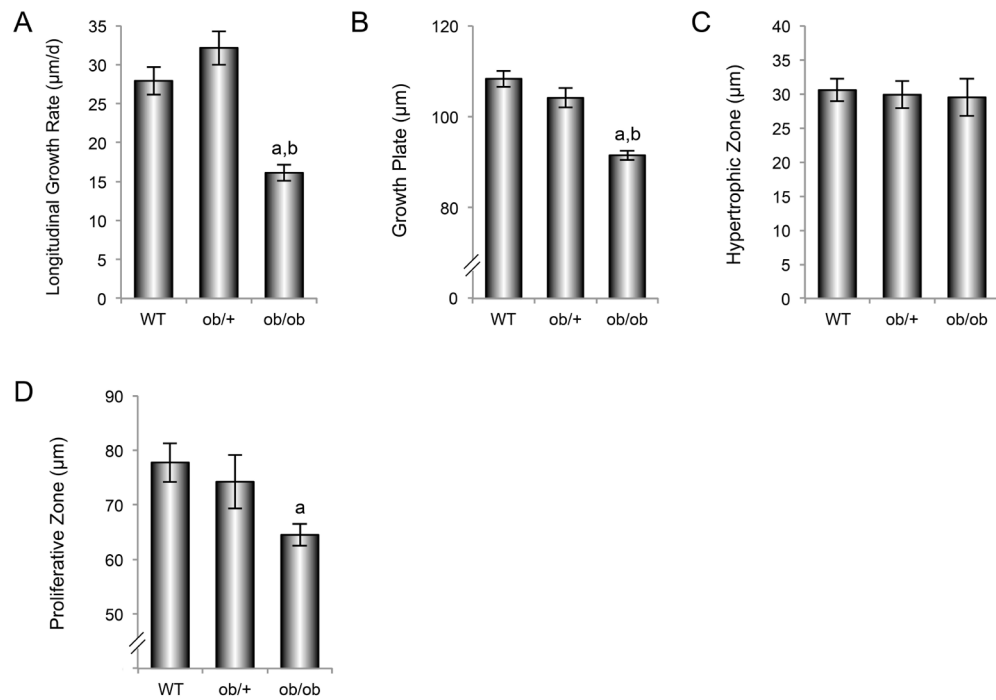 A
Longitudinal Growth Rate (µm/d)
35
30
25
20
15
10
5
0
a,b
WT ob/+ ob/ob
B
Growth Plate (µm)
120
100
80
0
a,b
WT ob/+ ob/ob
C
Hypertrophic Zone (µm)
40
35
30
25
20
15
10
5
0
WT ob/+ ob/ob
D
Proliferative Zone (µm)
90
80
70
60
50
a
WT ob/+ ob/ob